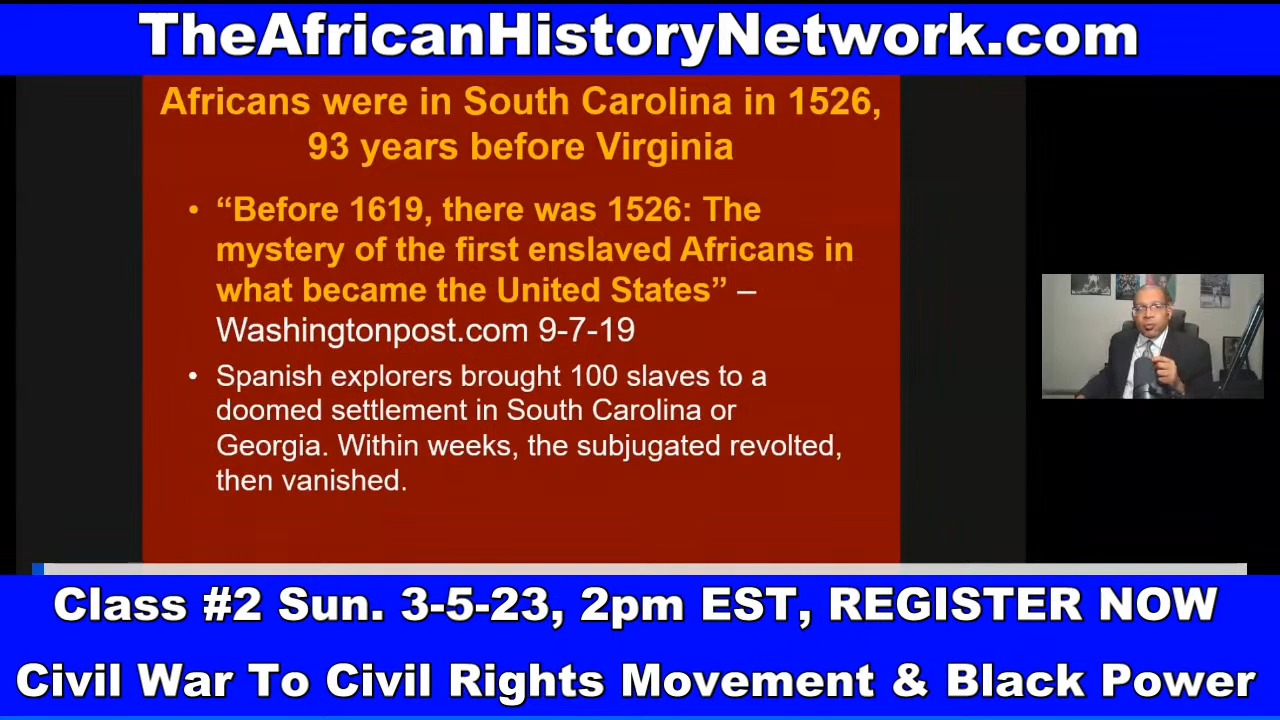 TheAfricanHistoryNetwork.com
Africans were in South Carolina in 1526,
93 years before Virginia
• “Before 1619, there was 1526: The
mystery of the first enslaved Africans in
what became the United States” –
Washingtonpost.com 9-7-19
• Spanish explorers brought 100 slaves to a
doomed settlement in South Carolina or
Georgia. Within weeks, the subjugated revolted,
then vanished.
Class #2 Sun. 3-5-23, 2pm EST, REGISTER NOW
Civil War To Civil Rights Movement & Black Power